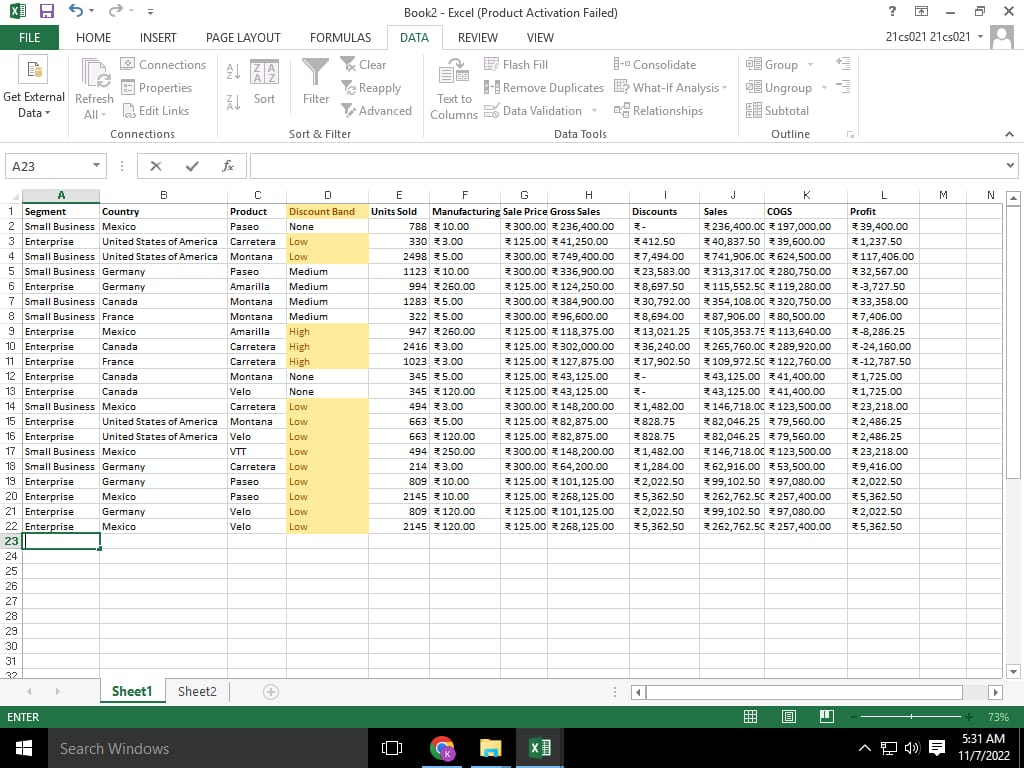 Book2 - Excel (Product Activation Failed)
FILE HOME INSERT PAGE LAYOUT FORMULAS DATA REVIEW VIEW 21cs021 21cs021
Get External Data
Refresh All
Connections
Properties
Edit Links
Connections
Sort
Filter
Clear
Reapply
Advanced
Sort & Filter
Text to Columns
Flash Fill
Remove Duplicates
Data Validation
Consolidate
What-If Analysis
Relationships
Data Tools
Group
Ungroup
Subtotal
Outline
A23 fx
A B C D E F G H I J K L M N
1 Segment Country Product Discount Band Units Sold Manufacturing Sale Price Gross Sales Discounts Sales COGS Profit
2 Small Business Mexico Paseo None 788 ₹10.00 ₹300.00 ₹236,400.00 ₹- ₹236,400.00 ₹197,000.00 ₹39,400.00
3 Enterprise United States of America Carretera Low 330 ₹3.00 ₹125.00 ₹41,250.00 ₹412.50 ₹40,837.50 ₹39,600.00 ₹1,237.50
4 Small Business United States of America Montana Low 2498 ₹5.00 ₹300.00 ₹749,400.00 ₹7,494.00 ₹741,906.00 ₹624,500.00 ₹117,406.00
5 Small Business Germany Paseo Medium 1123 ₹10.00 ₹300.00 ₹336,900.00 ₹23,583.00 ₹313,317.00 ₹280,750.00 ₹32,567.00
6 Enterprise Germany Amarilla Medium 994 ₹260.00 ₹125.00 ₹124,250.00 ₹8,697.50 ₹115,552.50 ₹119,280.00 ₹-3,727.50
7 Small Business Canada Montana Medium 1283 ₹5.00 ₹300.00 ₹384,900.00 ₹30,792.00 ₹354,108.00 ₹320,750.00 ₹33,358.00
8 Small Business France Montana Medium 322 ₹5.00 ₹300.00 ₹96,600.00 ₹8,694.00 ₹87,906.00 ₹80,500.00 ₹7,406.00
9 Enterprise Mexico Amarilla High 947 ₹260.00 ₹125.00 ₹118,375.00 ₹13,021.25 ₹105,353.75 ₹113,640.00 ₹-8,286.25
10 Enterprise Canada Carretera High 2416 ₹3.00 ₹125.00 ₹302,000.00 ₹36,240.00 ₹265,760.00 ₹289,920.00 ₹-24,160.00
11 Enterprise France Carretera High 1023 ₹3.00 ₹125.00 ₹127,875.00 ₹17,902.50 ₹109,972.50 ₹122,760.00 ₹-12,787.50
12 Enterprise Canada Montana None 345 ₹5.00 ₹125.00 ₹43,125.00 ₹- ₹43,125.00 ₹41,400.00 ₹1,725.00
13 Enterprise Canada Velo None 345 ₹120.00 ₹125.00 ₹43,125.00 ₹- ₹43,125.00 ₹41,400.00 ₹1,725.00
14 Small Business Mexico Carretera Low 494 ₹3.00 ₹300.00 ₹148,200.00 ₹1,482.00 ₹146,718.00 ₹123,500.00 ₹23,218.00
15 Enterprise United States of America Montana Low 663 ₹5.00 ₹125.00 ₹82,875.00 ₹828.75 ₹82,046.25 ₹79,560.00 ₹2,486.25
16 Enterprise United States of America Velo Low 663 ₹120.00 ₹125.00 ₹82,875.00 ₹828.75 ₹82,046.25 ₹79,560.00 ₹2,486.25
17 Small Business Mexico VTT Low 494 ₹250.00 ₹300.00 ₹148,200.00 ₹1,482.00 ₹146,718.00 ₹123,500.00 ₹23,218.00
18 Small Business Germany Carretera Low 214 ₹3.00 ₹300.00 ₹64,200.00 ₹1,284.00 ₹62,916.00 ₹53,500.00 ₹9,416.00
19 Enterprise Germany Paseo Low 809 ₹10.00 ₹125.00 ₹101,125.00 ₹2,022.50 ₹99,102.50 ₹97,080.00 ₹2,022.50
20 Enterprise Mexico Paseo Low 2145 ₹10.00 ₹125.00 ₹268,125.00 ₹5,362.50 ₹262,762.50 ₹257,400.00 ₹5,362.50
21 Enterprise Germany Velo Low 809 ₹120.00 ₹125.00 ₹101,125.00 ₹2,022.50 ₹99,102.50 ₹97,080.00 ₹2,022.50
22 Enterprise Mexico Velo Low 2145 ₹120.00 ₹125.00 ₹268,125.00 ₹5,362.50 ₹262,762.50 ₹257,400.00 ₹5,362.50
23
24
25
26
27
28
29
30
31
32
Sheet1 Sheet2
ENTER 73%
Search Windows
K
5:31 AM
11/7/2022